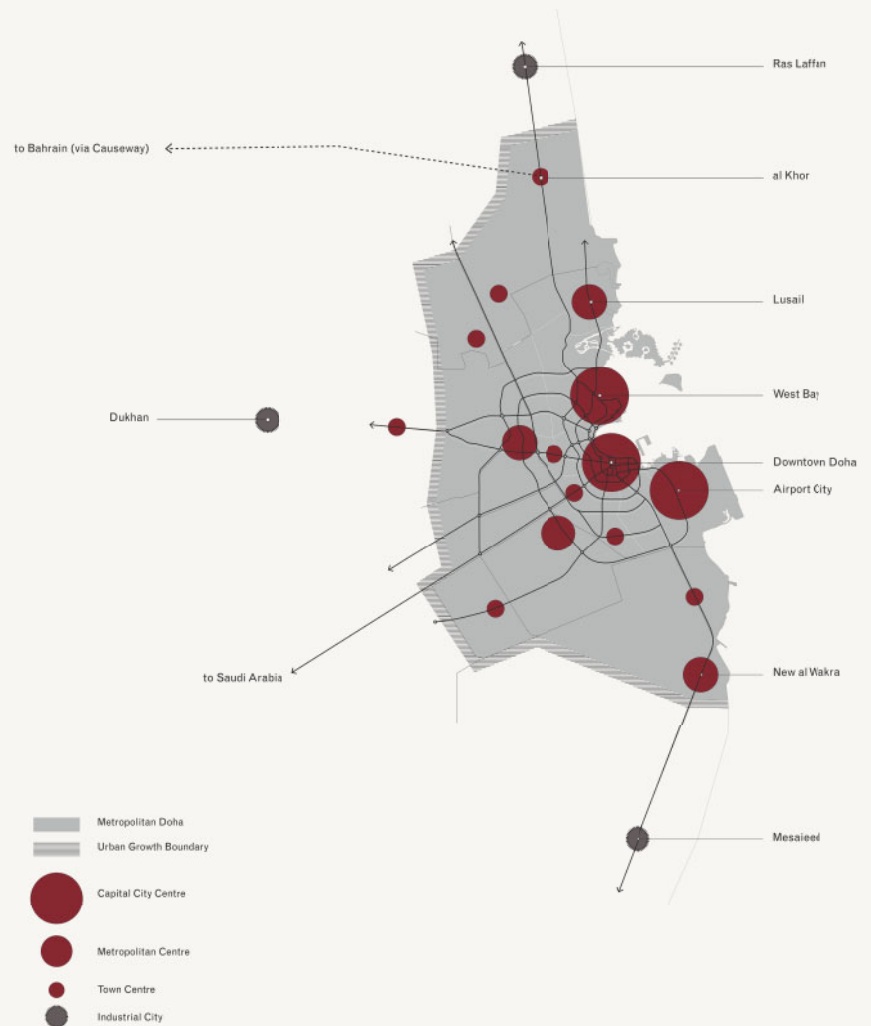 Ras Laffan
to Bahrain (via Causeway)
al Khor
Lusail
West Bay
Dukhan
Downtown Doha
Airport City
to Saudi Arabia
New al Wakra
Mesaieed
Metropolitan Doha
Urban Growth Boundary
Capital City Centre
Metropolitan Centre
Town Centre
Industrial City